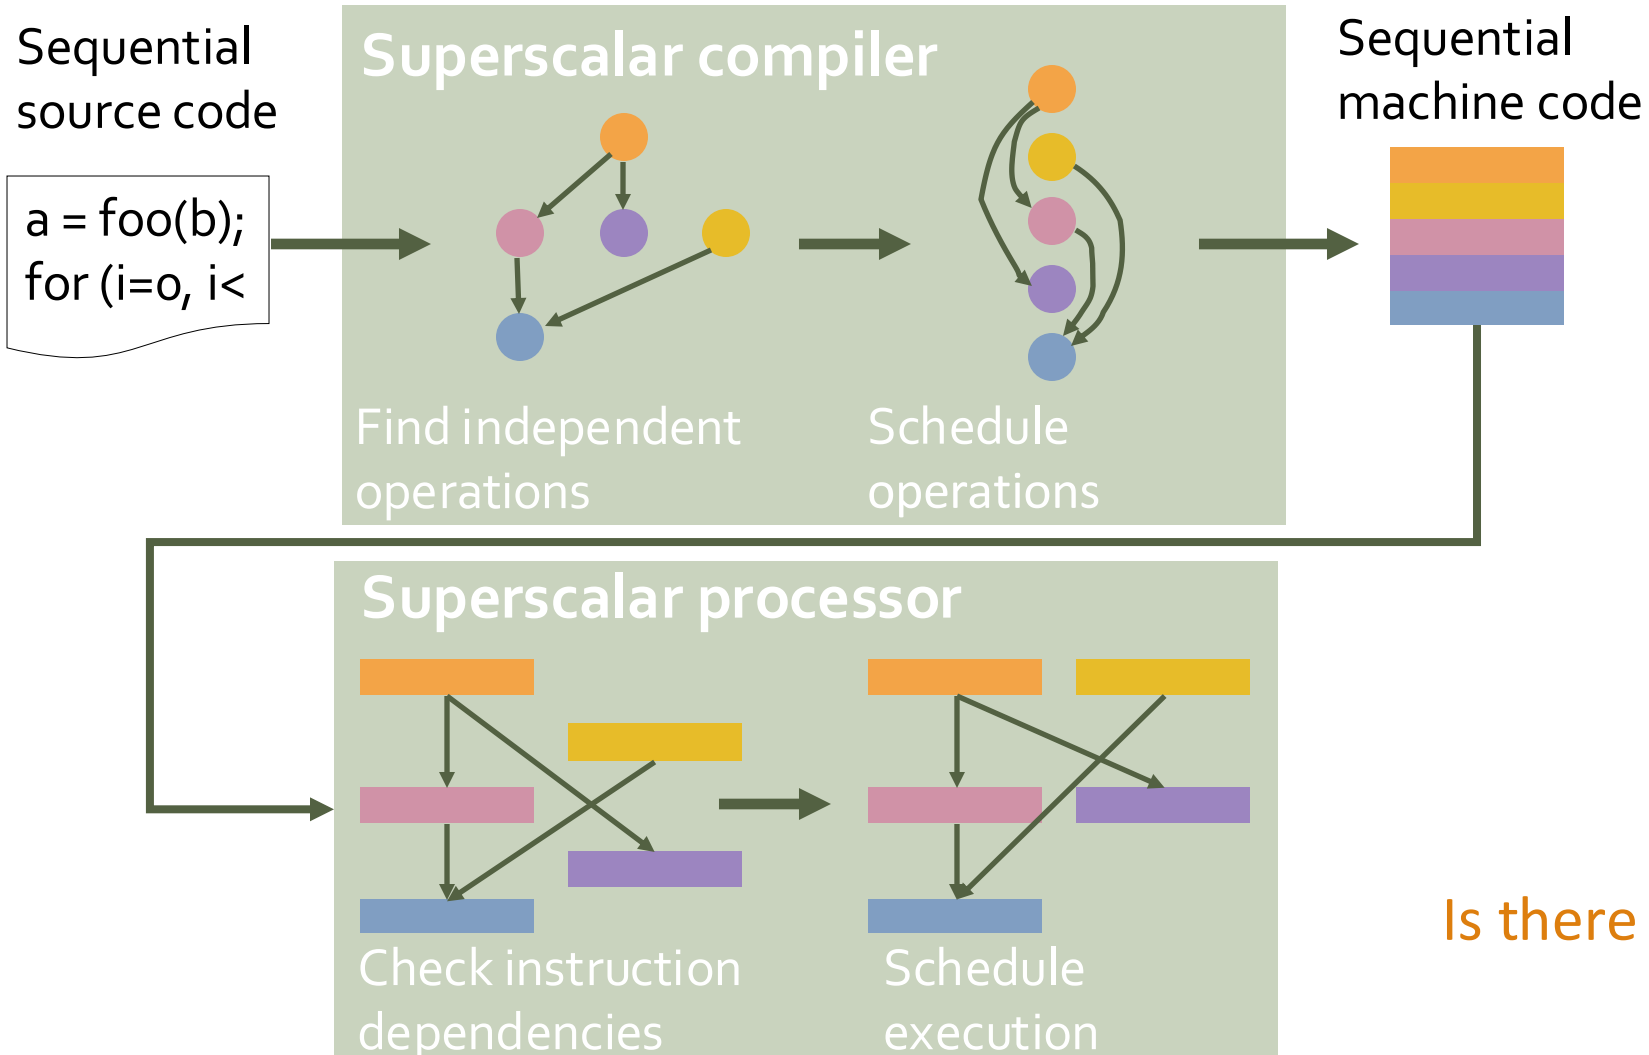 Sequential
source code
a = foo(b);
for (i=0, i<
Superscalar compiler
Find independent
operations
Schedule
operations
Sequential
machine code
Superscalar processor
Check instruction
dependencies
Schedule
execution
Is there